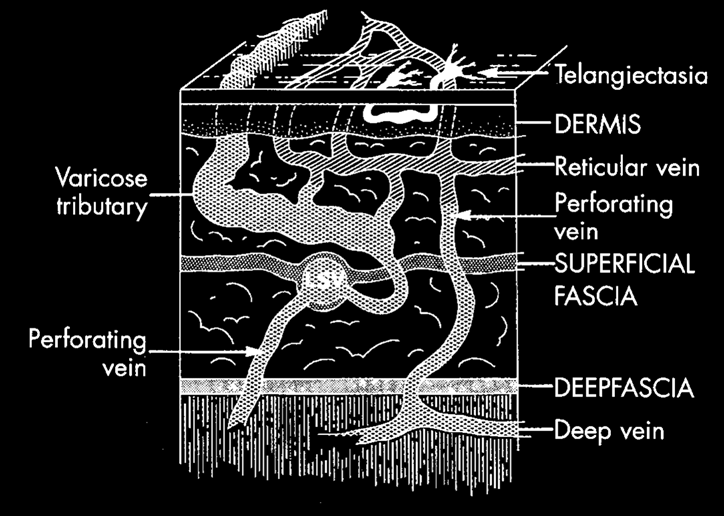 Telangiectasia
DERMIS
Reticular vein
Varicose
tributary
Perforating
vein
SUPERFICIAL
FASCIA
Perforating
vein
DEEPFASCIA
Deep vein